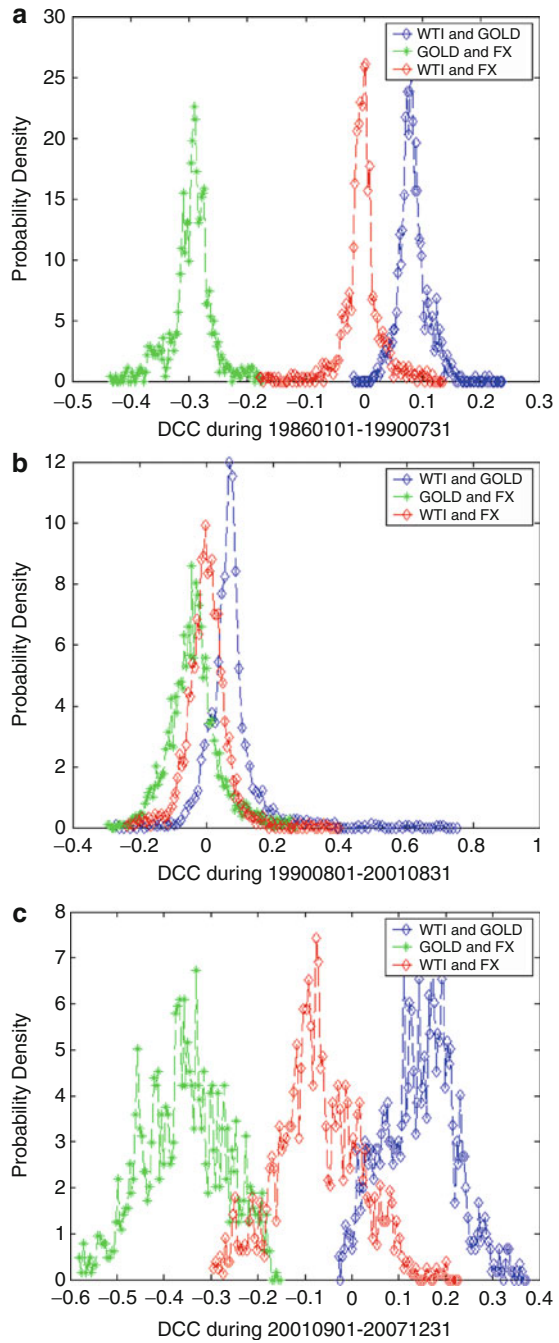 a
30
25
20
15
10
5
0
Probability Density
WTI and GOLD
GOLD and FX
WTI and FX
−0.5 −0.4 −0.3 −0.2 −0.1 0 0.1 0.2 0.3
DCC during 19860101-19900731
b
12
10
8
6
4
2
0
Probability Density
WTI and GOLD
GOLD and FX
WTI and FX
−0.4 −0.2 0 0.2 0.4 0.6 0.8 1
DCC during 19900801-20010831
c
8
7
6
5
4
3
2
1
0
Probability Density
WTI and GOLD
GOLD and FX
WTI and FX
−0.6 −0.5 −0.4 −0.3 −0.2 −0.1 0 0.1 0.2 0.3 0.4
DCC during 20010901-20071231